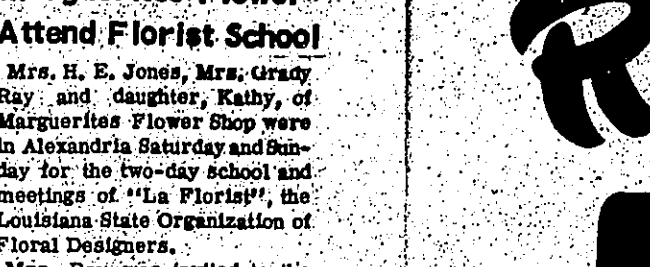 Attend Florist School
Mrs. H. E. Jones, Mrs. Grady
Ray and daughter, Kathy, of
Marguerites Flower Shop were
in Alexandria Saturday and Sun-
day for the two-day school and
meetings of "La Florist", the
Louisiana State Organization of
Floral Designers.